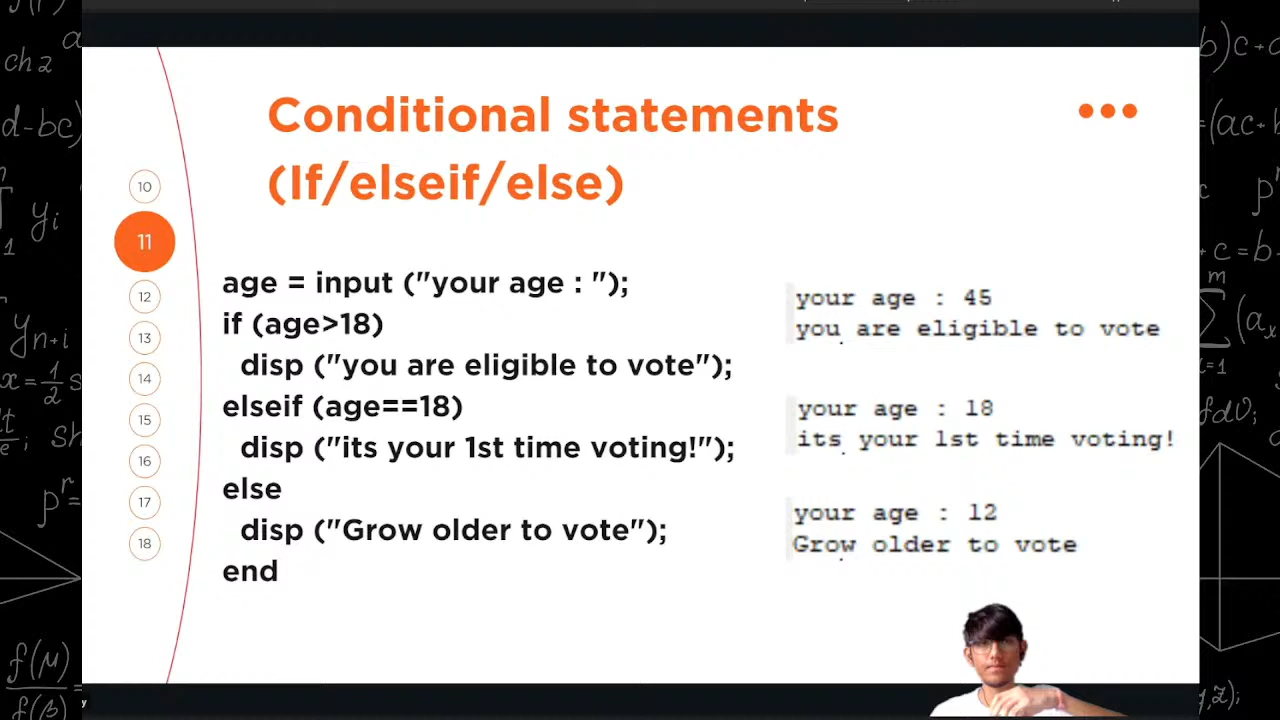 Conditional statements
(If/elseif/else)
10
11
12
13
14
15
16
17
18
age = input ("your age : ");
if (age>18)
disp ("you are eligible to vote");
elseif (age==18)
disp ("its your 1st time voting!");
else
disp ("Grow older to vote");
end
your age : 45
you are eligible to vote
your age : 18
its your 1st time voting!
your age : 12
Grow older to vote